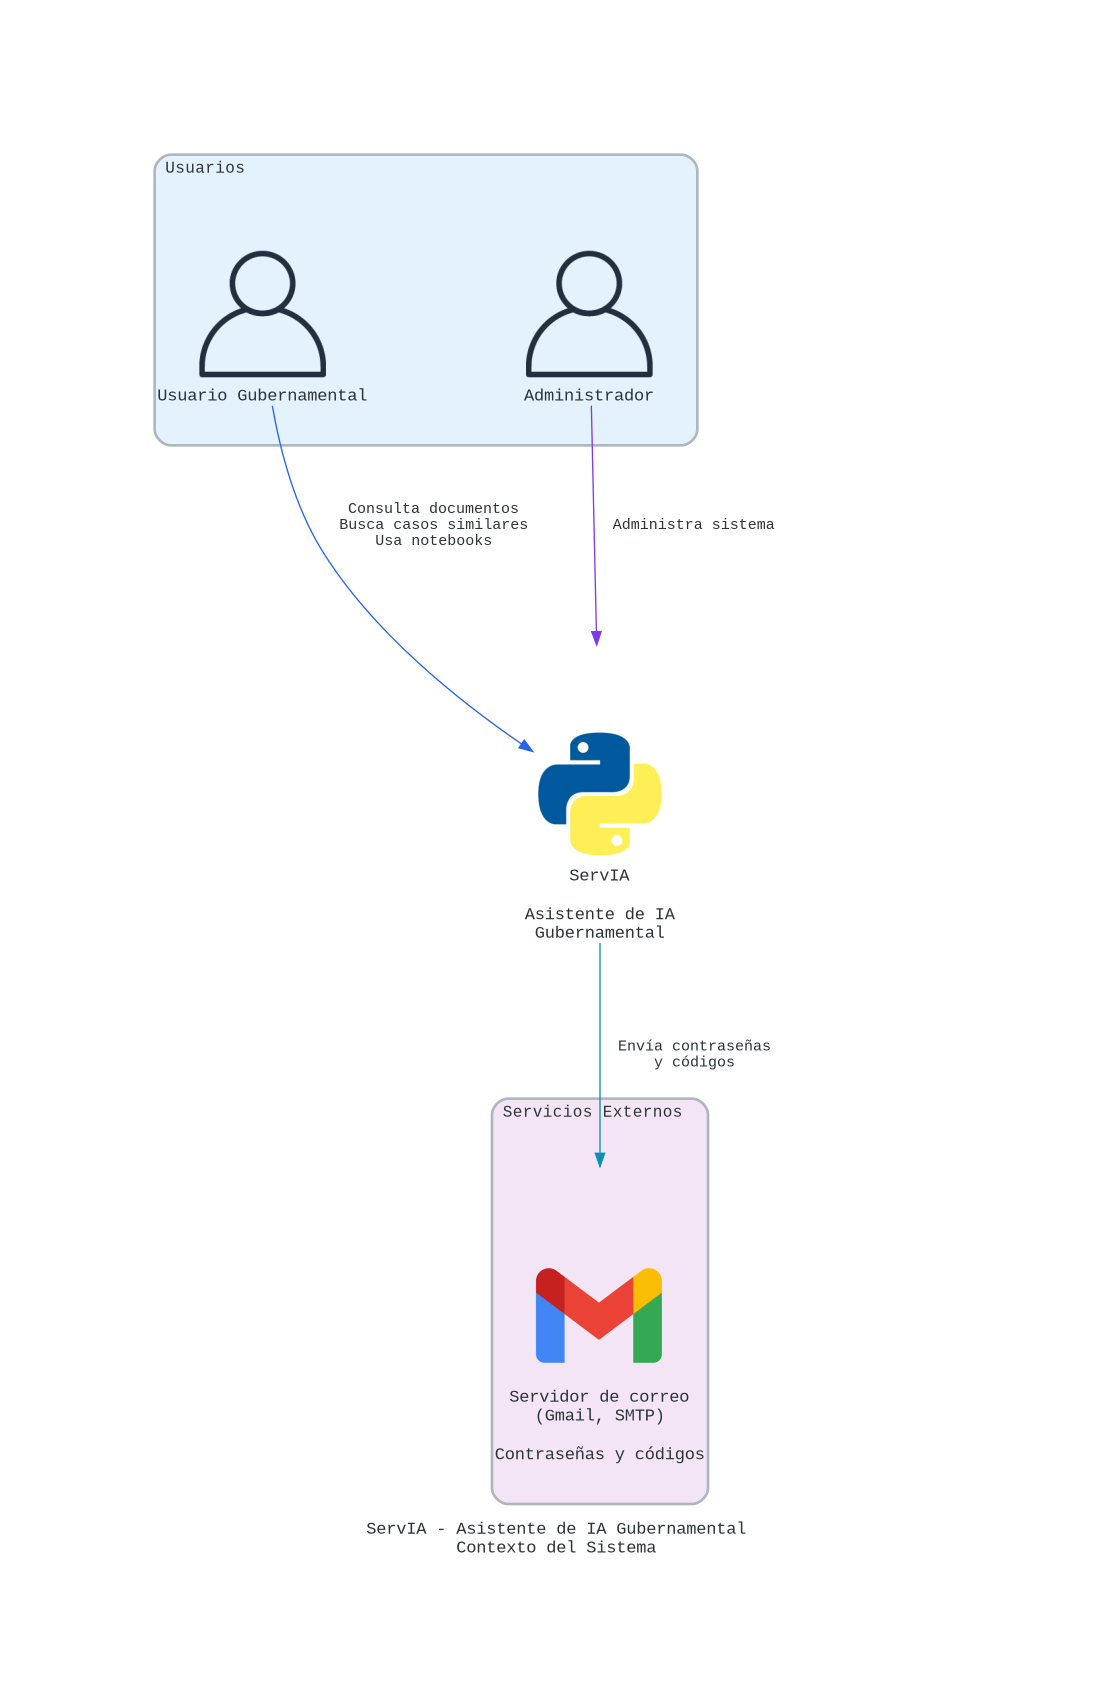 Usuarios
Usuario Gubernamental
Administrador
Consulta documentos
Busca casos similares
Usa notebooks
Administra sistema
ServIA
Asistente de IA
Gubernamental
Envía contraseñas
y códigos
Servicios Externos
Servidor de correo
(Gmail, SMTP)
Contraseñas y códigos
ServIA - Asistente de IA Gubernamental
Contexto del Sistema